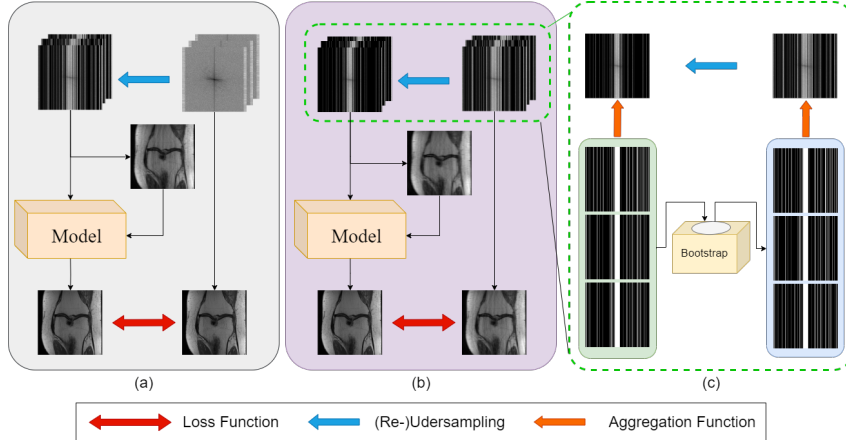 Model
Model
Bootstrap
(a)
(b)
(c)
Loss Function
(Re-)Udersampling
Aggregation Function